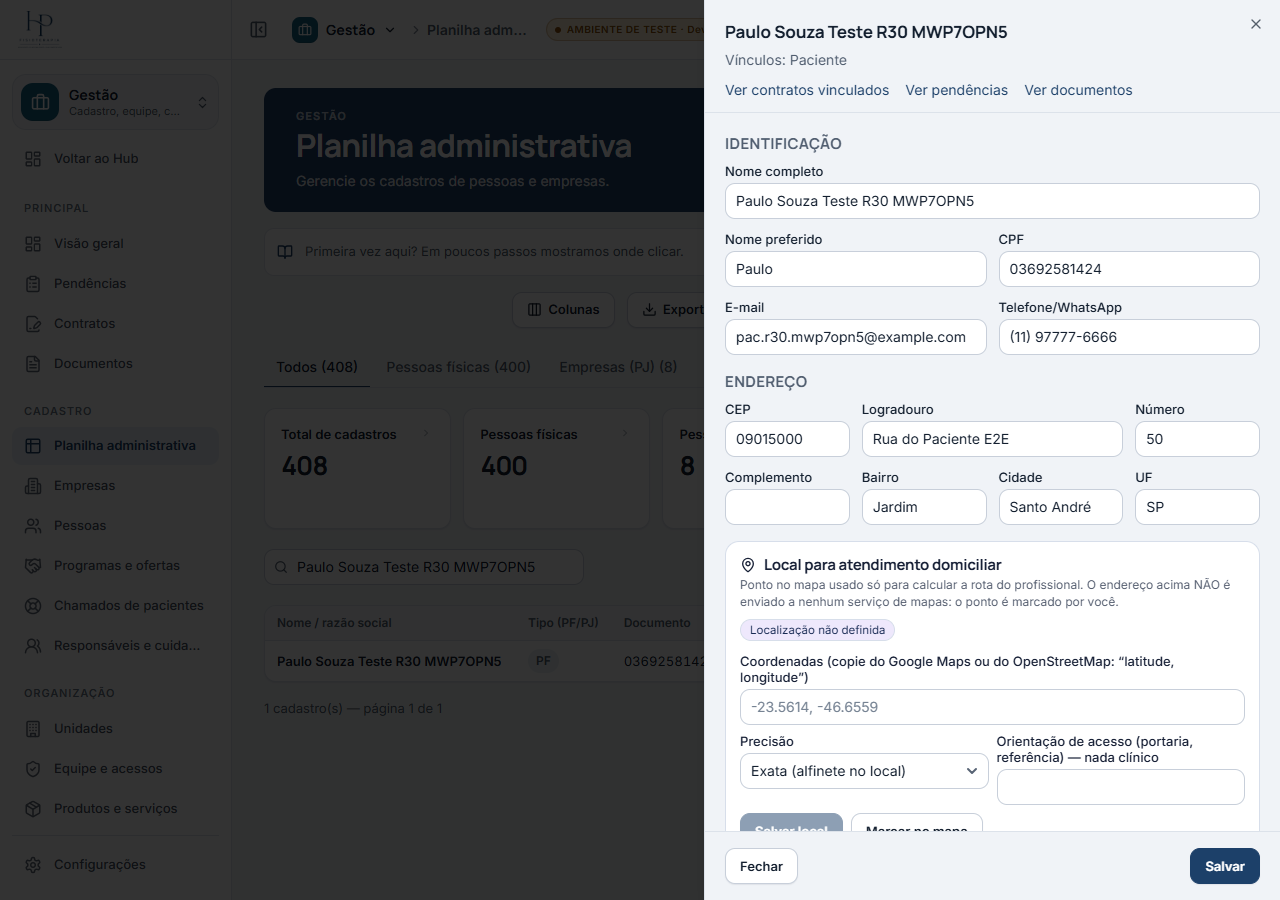 hp
Gestão
Cadastro, equipe, c...
Voltar ao Hub
PRINCIPAL
Visão geral
Pendências
Contratos
Documentos
CADASTRO
Planilha administrativa
Empresas
Pessoas
Programas e ofertas
Chamados de pacientes
Responsáveis e cuida...
ORGANIZAÇÃO
Unidades
Equipe e acessos
Produtos e serviços
Configurações
Gestão
Planilha adm...
AMBIENTE DE TESTE · De
GESTÃO
Planilha administrativa
Gerencie os cadastros de pessoas e empresas.
Primeira vez aqui? Em poucos passos mostramos onde clicar.
Colunas
Export
Todos (408)
Pessoas físicas (400)
Empresas (PJ) (8)
Total de cadastros
408
Pessoas físicas
400
Pes
8
Paulo Souza Teste R30 MWP7OPN5
Nome / razão social
Tipo (PF/PJ)
Documento
Paulo Souza Teste R30 MWP7OPN5
PF
0369258142
1 cadastro(s) — página 1 de 1
Paulo Souza Teste R30 MWP7OPN5
Vínculos: Paciente
Ver contratos vinculados
Ver pendências
Ver documentos
IDENTIFICAÇÃO
Nome completo
Paulo Souza Teste R30 MWP7OPN5
Nome preferido
CPF
Paulo
03692581424
E-mail
Telefone/WhatsApp
pac.r30.mwp7opn5@example.com
(11) 97777-6666
ENDEREÇO
CEP
Logradouro
Número
09015000
Rua do Paciente E2E
50
Complemento
Bairro
Cidade
UF
Jardim
Santo André
SP
Local para atendimento domiciliar
Ponto no mapa usado só para calcular a rota do profissional. O endereço acima NÃO é
enviado a nenhum serviço de mapas: o ponto é marcado por você.
Localização não definida
Coordenadas (copie do Google Maps ou do OpenStreetMap: “latitude,
longitude”)
-23.5614, -46.6559
Precisão
Orientação de acesso (portaria,
referência) — nada clínico
Exata (alfinete no local)
Salvar local
Marcar no mapa
Fechar
Salvar